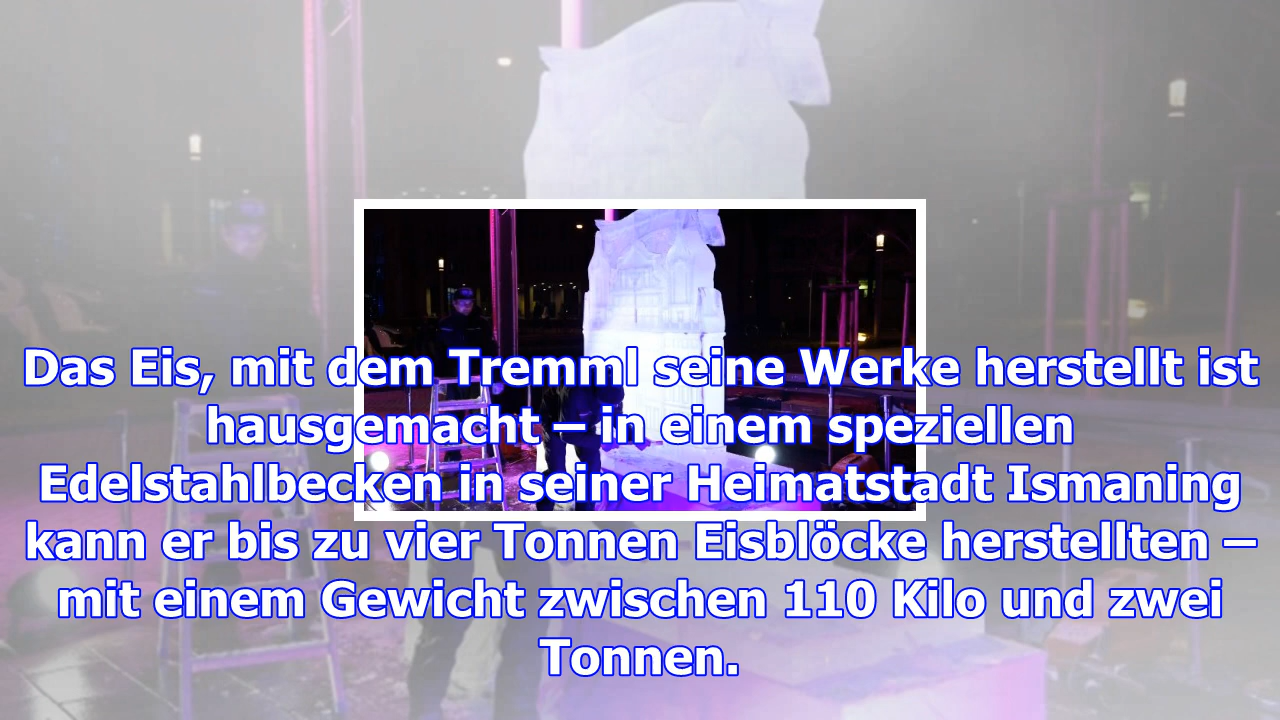 Das Eis, mit dem Tremml seine Werke herstellt ist
hausgemacht – in einem speziellen
Edelstahlbecken in seiner Heimatstadt Ismaning
kann er bis zu vier Tonnen Eisblöcke herstellten –
mit einem Gewicht zwischen 110 Kilo und zwei
Tonnen.